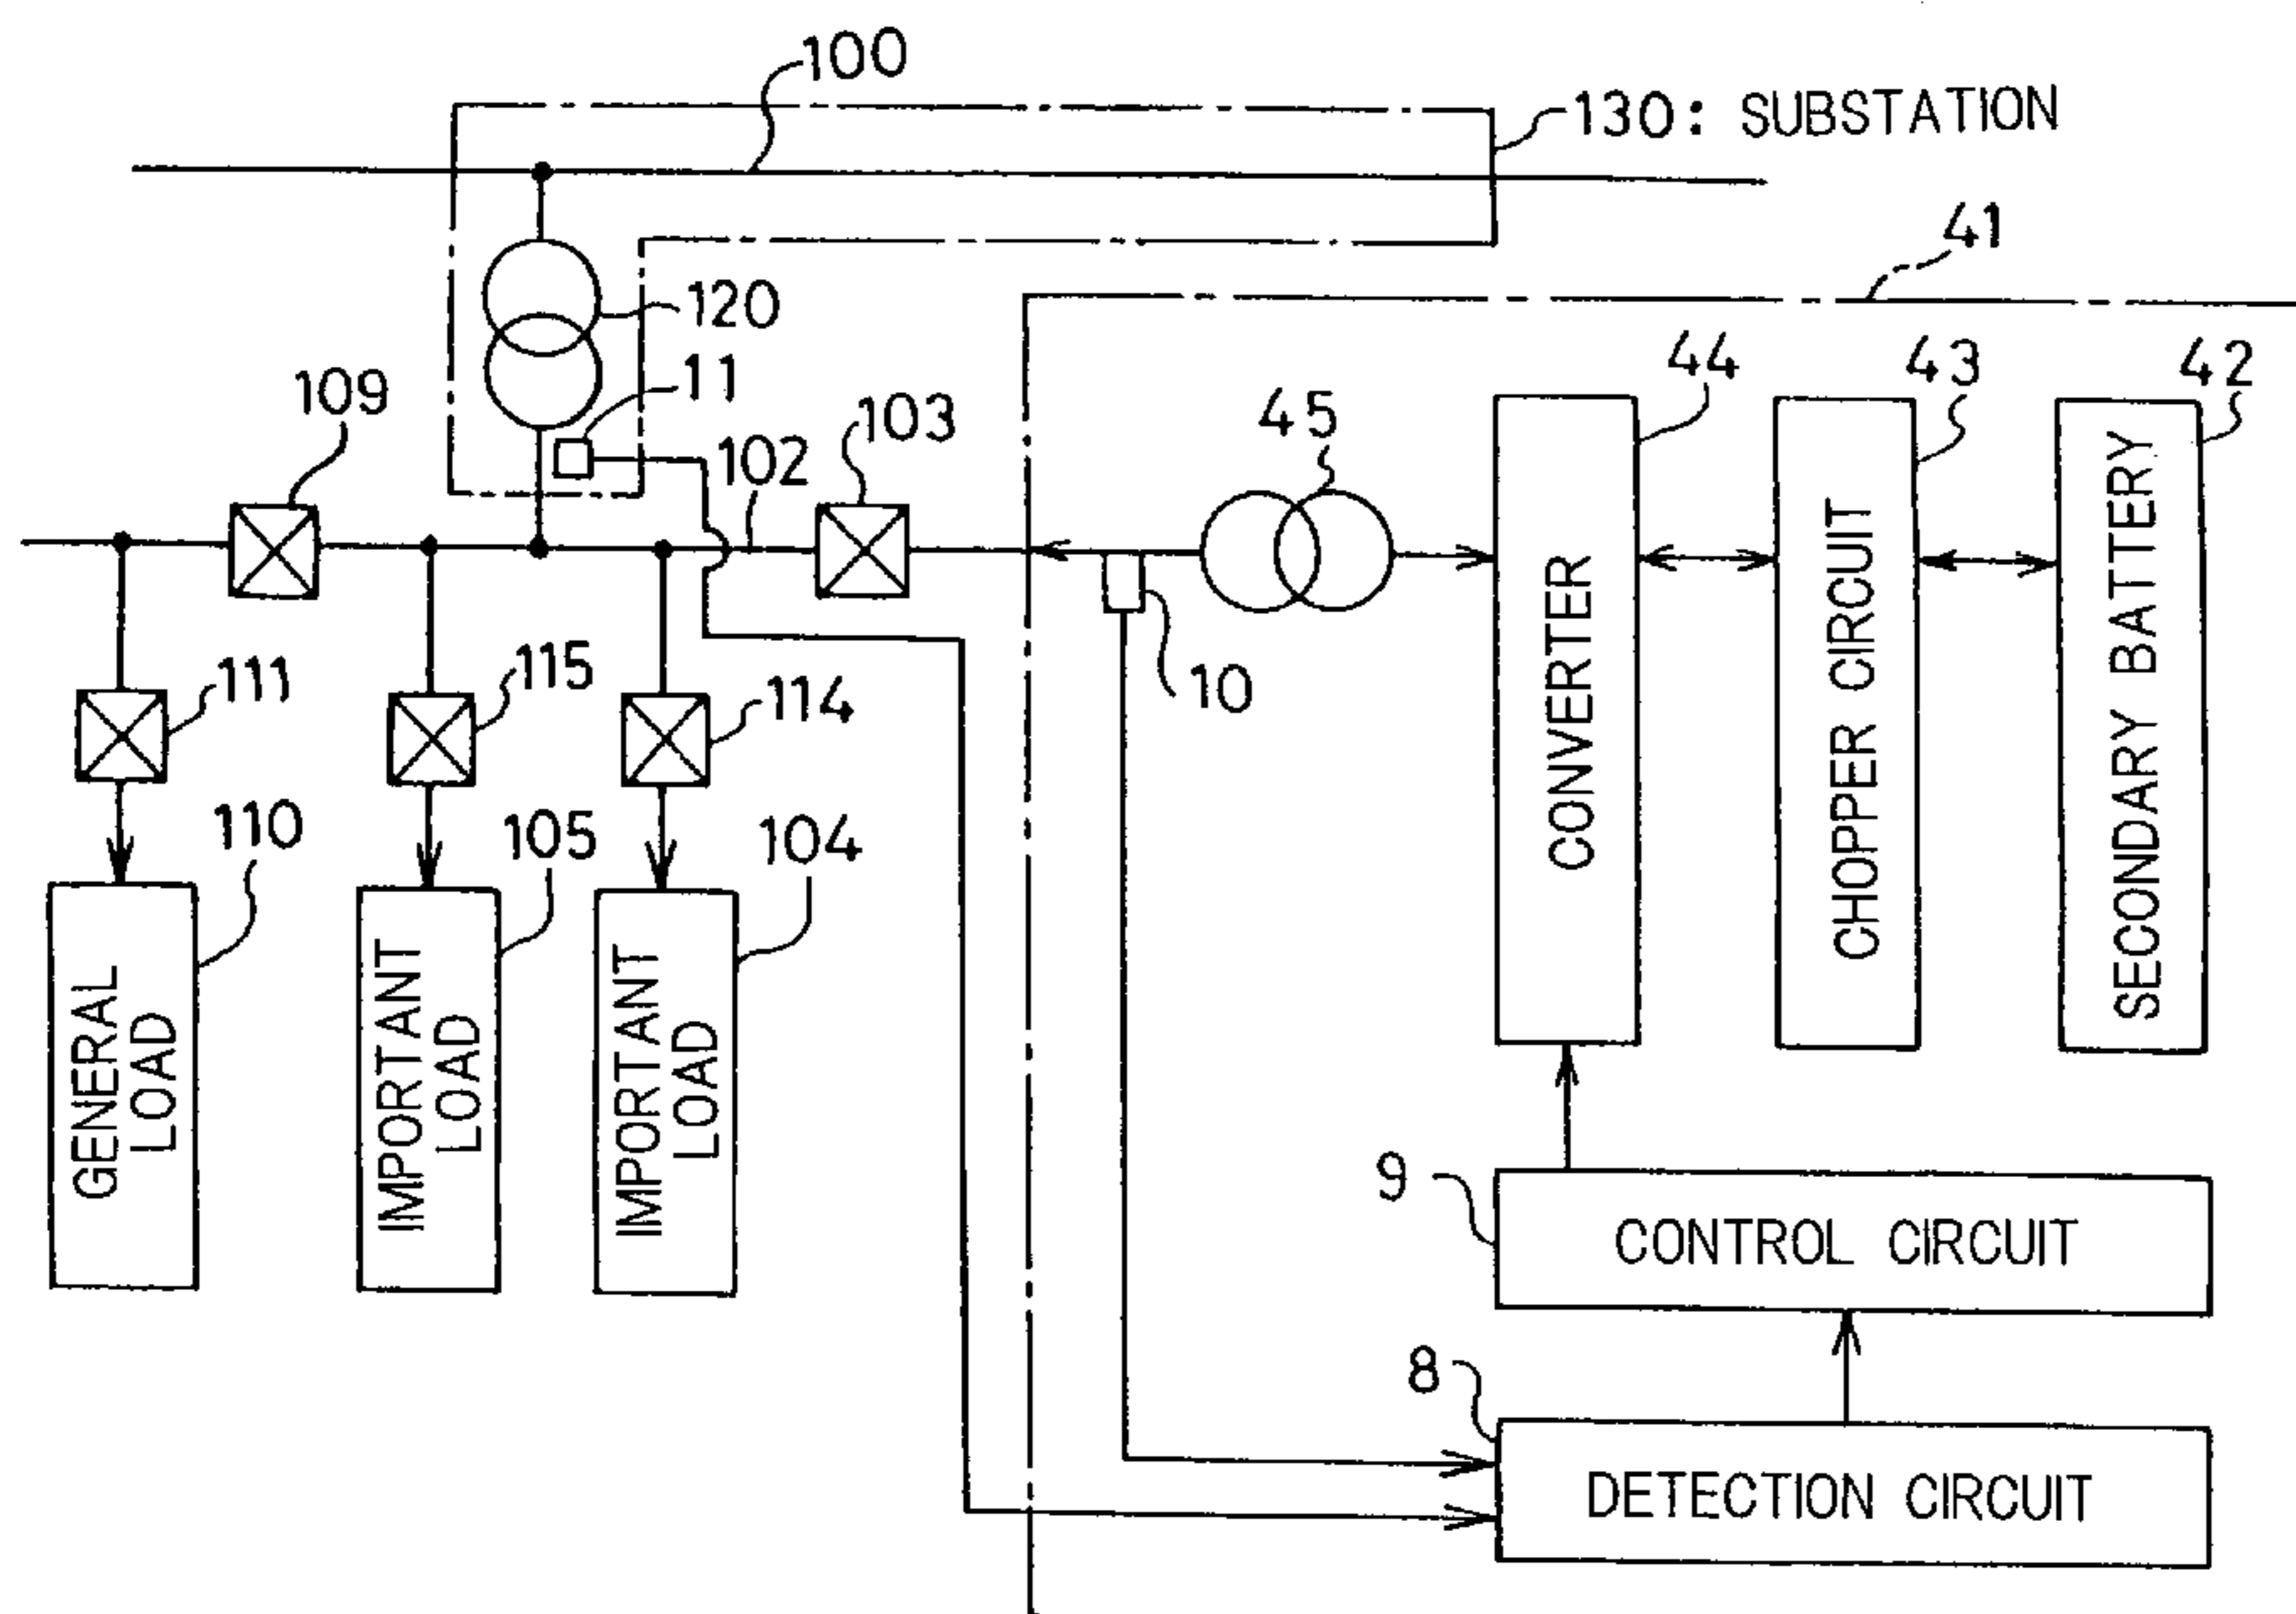 100
130: SUBSTATION
41
120
11
109
103
102
45
44
43
42
111
115
114
10
CONVERTER
CHOPPER CIRCUIT
SECONDARY BATTERY
110
105
104
GENERAL
LOAD
IMPORTANT
LOAD
IMPORTANT
LOAD
9
CONTROL CIRCUIT
8
DETECTION CIRCUIT